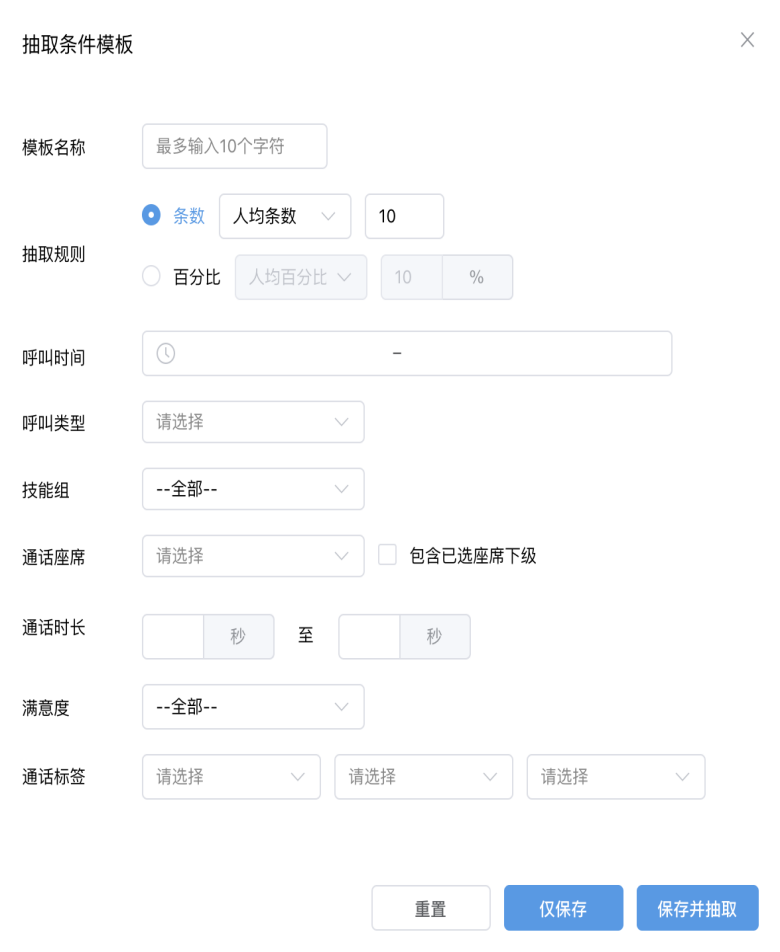 抽取条件模板
模板名称 最多输入10个字符
条数 人均条数 10
抽取规则
百分比 人均百分比 10 %
呼叫时间 –
呼叫类型 请选择
技能组 --全部--
通话座席 请选择 包含已选座席下级
通话时长 秒 至 秒
满意度 --全部--
通话标签 请选择 请选择 请选择
重置 仅保存 保存并抽取